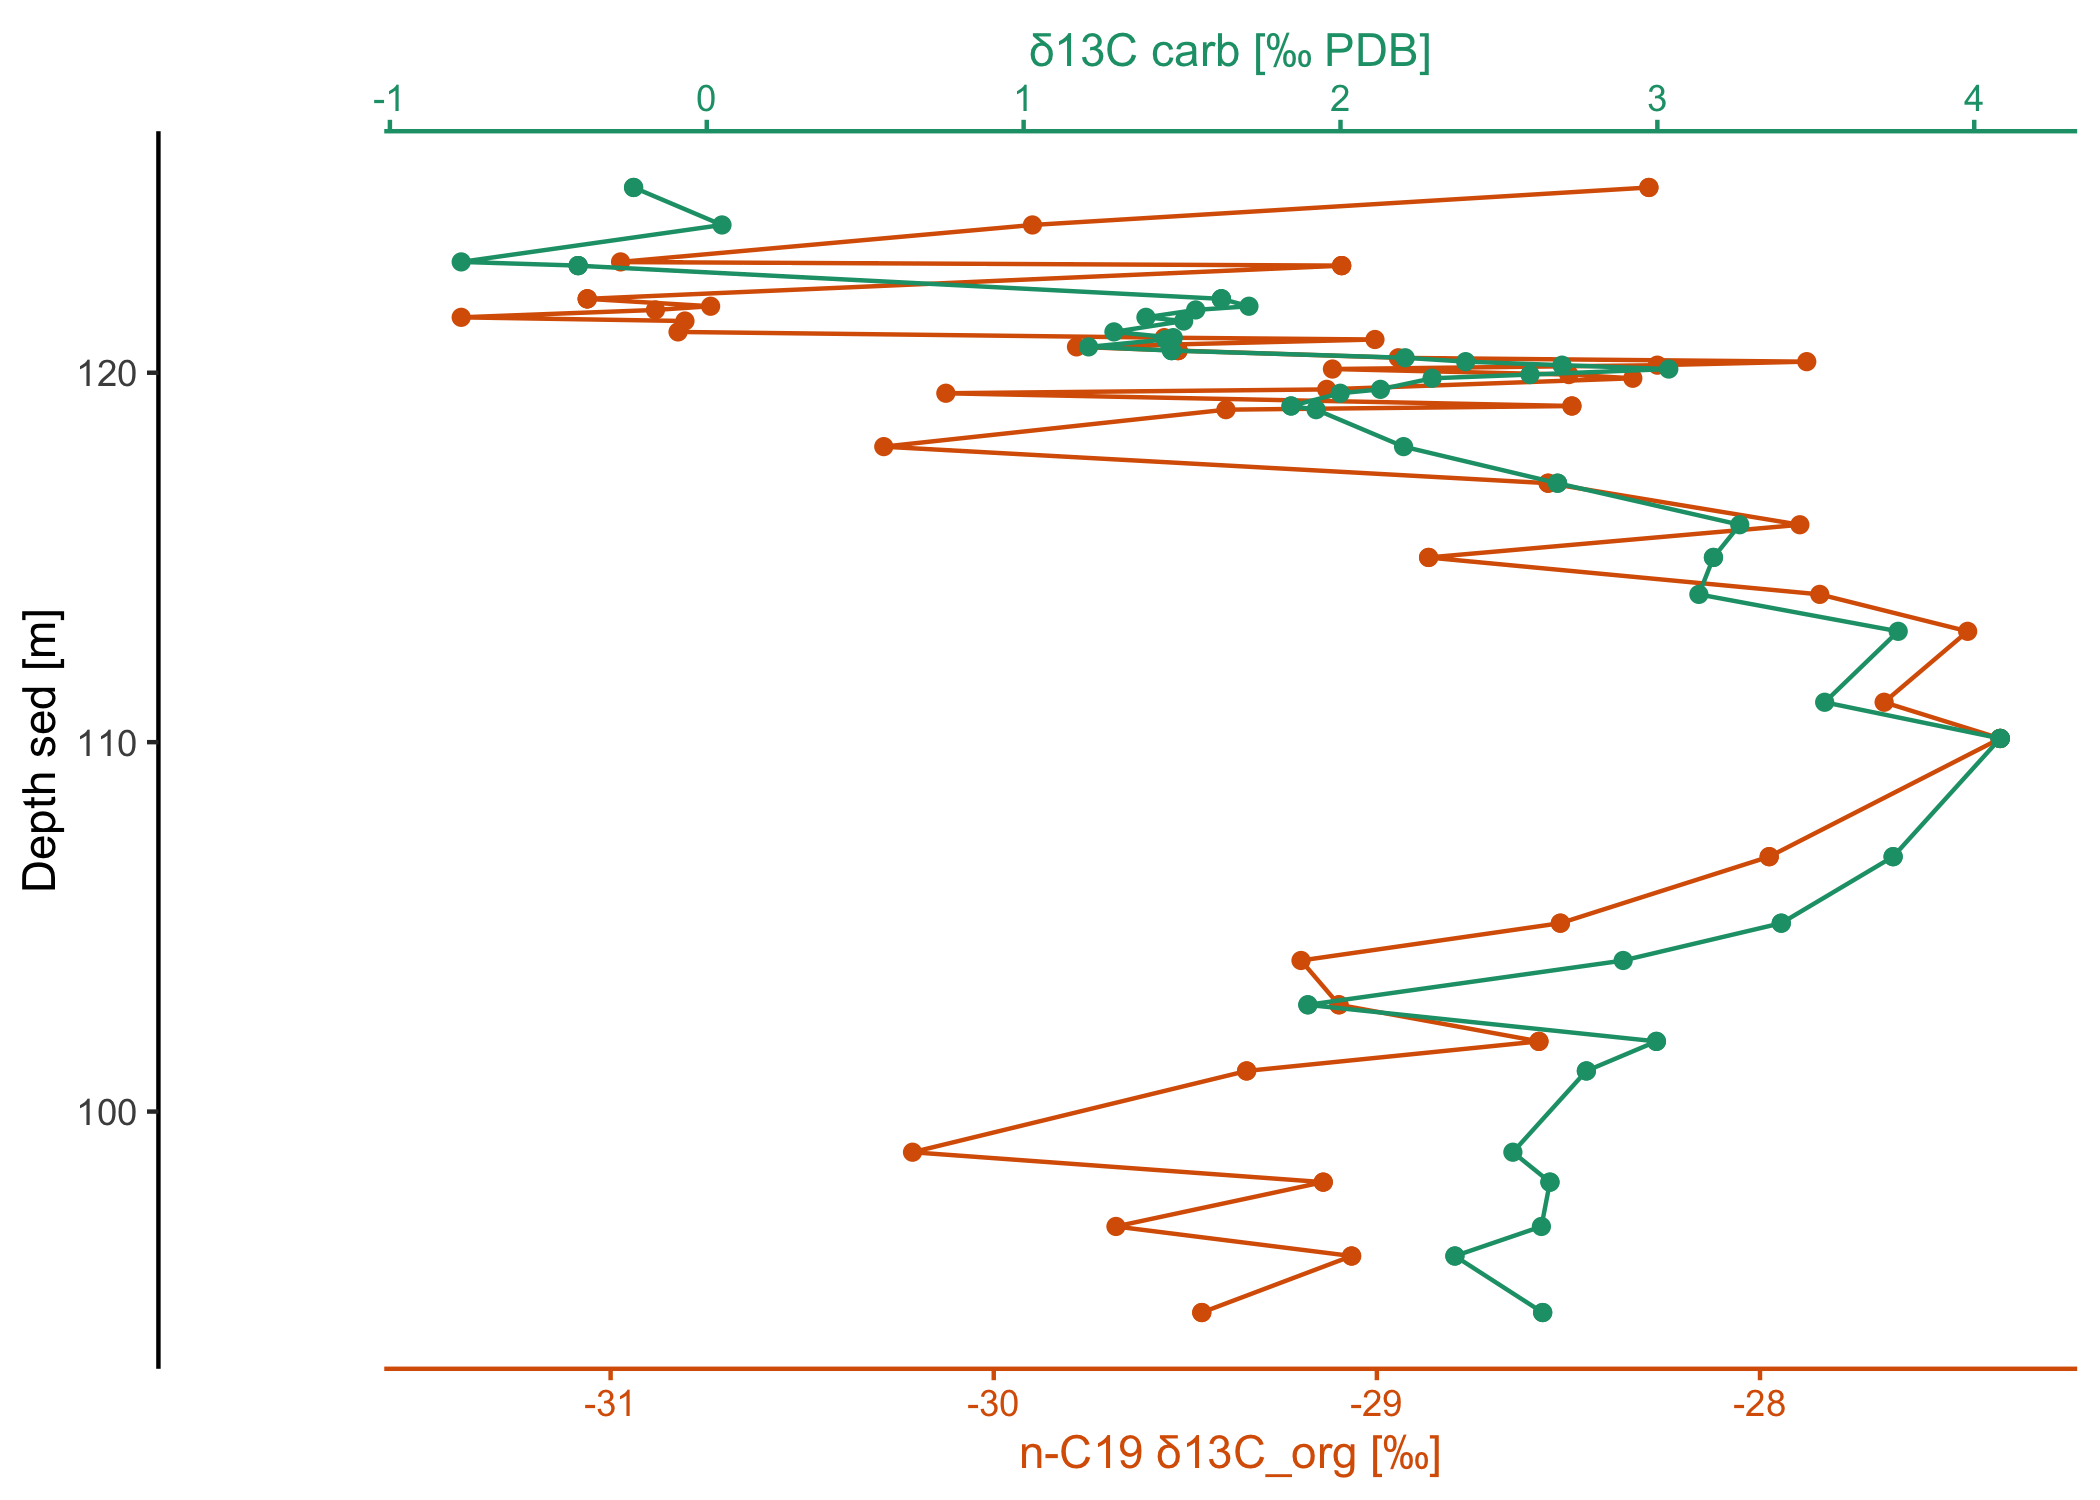 δ13C carb [‰ PDB]
-1 0 1 2 3 4
Depth sed [m]
120
110
100
-31 -30 -29 -28
n-C19 δ13C_org [‰]